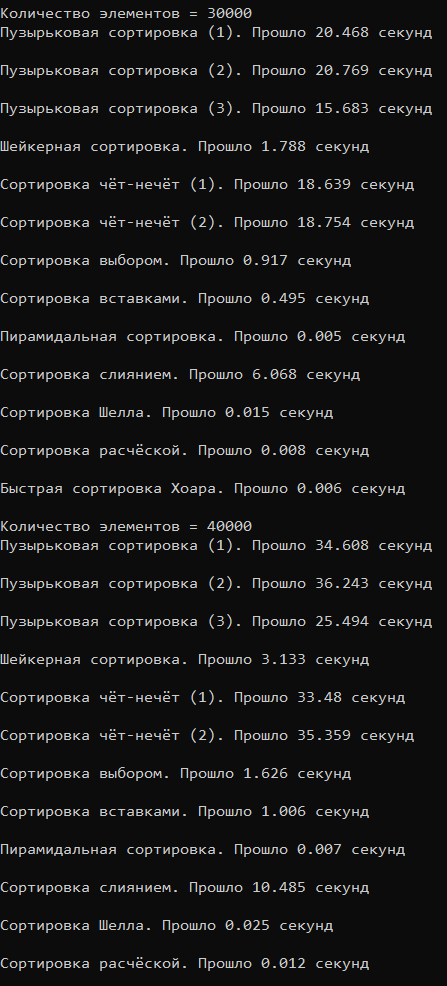 Количество элементов = 30000
Пузырьковая сортировка (1). Прошло 20.468 секунд
Пузырьковая сортировка (2). Прошло 20.769 секунд
Пузырьковая сортировка (3). Прошло 15.683 секунд
Шейкерная сортировка. Прошло 1.788 секунд
Сортировка чёт-нечёт (1). Прошло 18.639 секунд
Сортировка чёт-нечёт (2). Прошло 18.754 секунд
Сортировка выбором. Прошло 0.917 секунд
Сортировка вставками. Прошло 0.495 секунд
Пирамидальная сортировка. Прошло 0.005 секунд
Сортировка слиянием. Прошло 6.068 секунд
Сортировка Шелла. Прошло 0.015 секунд
Сортировка расчёской. Прошло 0.008 секунд
Быстрая сортировка Хоара. Прошло 0.006 секунд
Количество элементов = 40000
Пузырьковая сортировка (1). Прошло 34.608 секунд
Пузырьковая сортировка (2). Прошло 36.243 секунд
Пузырьковая сортировка (3). Прошло 25.494 секунд
Шейкерная сортировка. Прошло 3.133 секунд
Сортировка чёт-нечёт (1). Прошло 33.48 секунд
Сортировка чёт-нечёт (2). Прошло 35.359 секунд
Сортировка выбором. Прошло 1.626 секунд
Сортировка вставками. Прошло 1.006 секунд
Пирамидальная сортировка. Прошло 0.007 секунд
Сортировка слиянием. Прошло 10.485 секунд
Сортировка Шелла. Прошло 0.025 секунд
Сортировка расчёской. Прошло 0.012 секунд